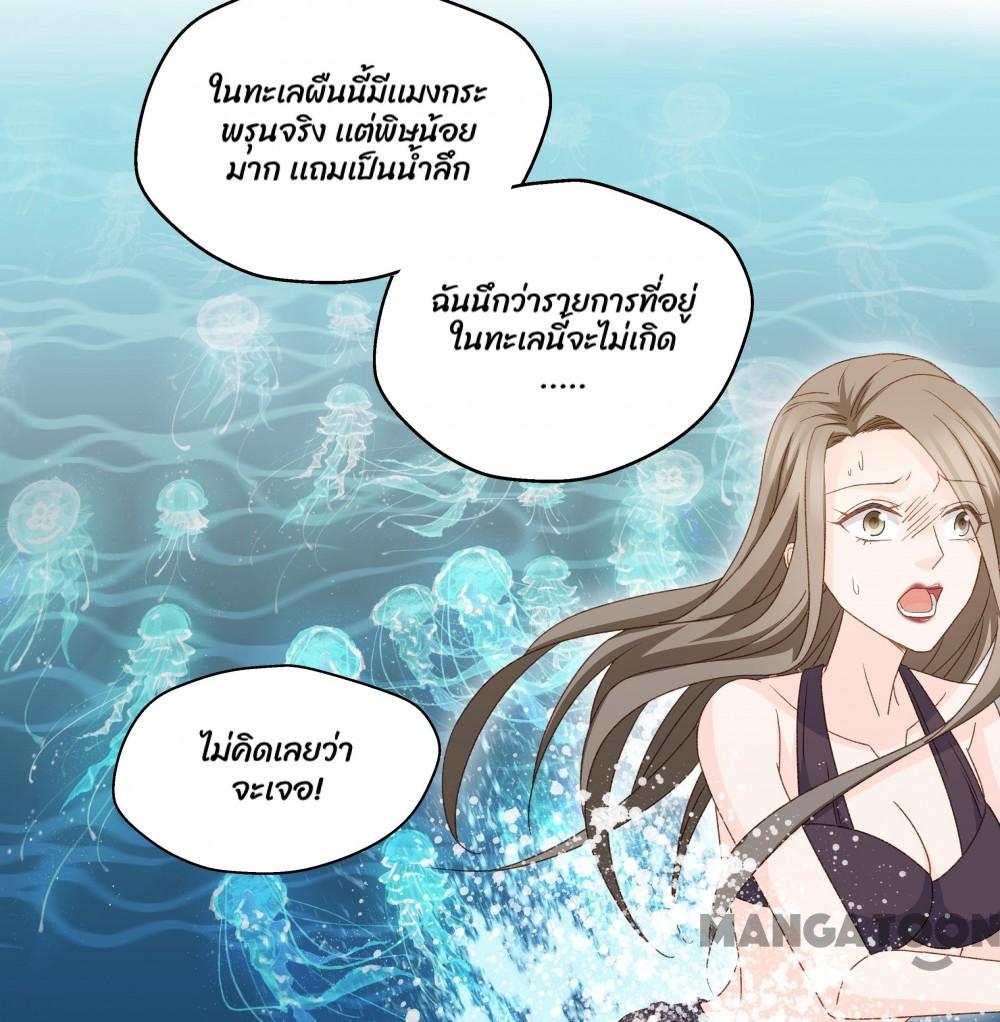 ในทะเลผืนนี้มีแมงกระ
พรุนจริง แต่พิษน้อย
มาก แถมเป็นน้ำลึก
ฉันนึกว่ารายการที่อยู่
ในทะเลนี้จะไม่เกิด
.....
ไม่คิดเลยว่า
จะเจอ!
MANGATOON